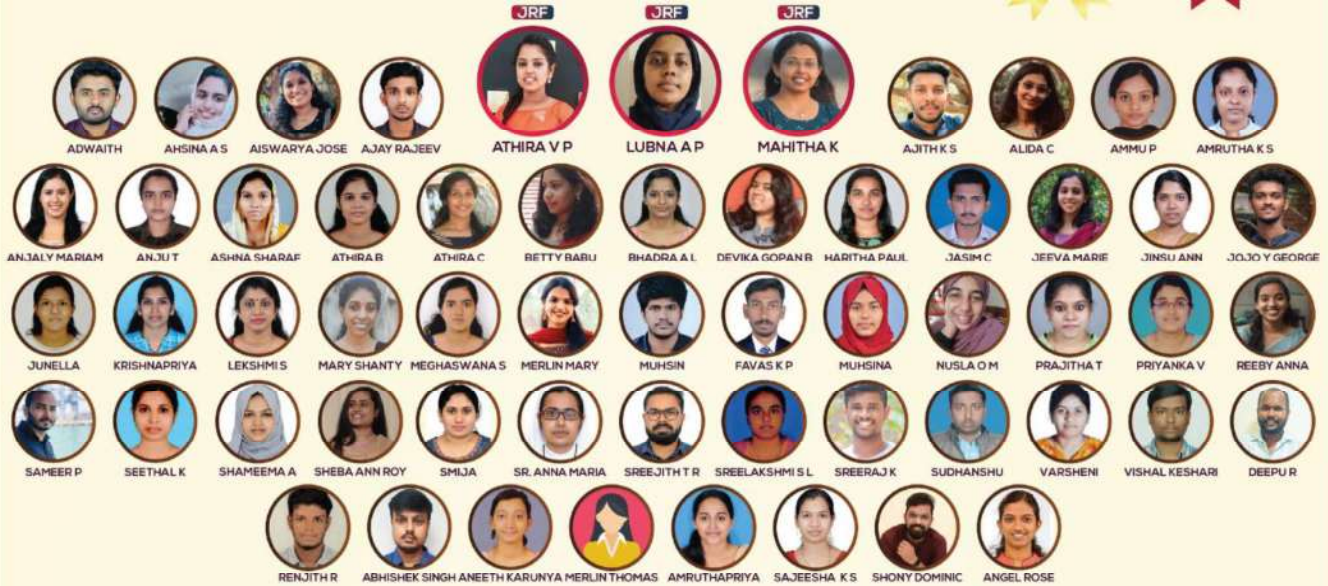 JRF JRF JRF
ADWAITH AHSINA A S AISWARYA JOSE AJAY RAJEEV ATHIRA V P LUBNA A P MAHITHA K AJITH K S ALIDA C AMMU P AMRUTHA K S
ANJALY MARIAM ANJU T ASHNA SHARAF ATHIRA B ATHIRA C BETTY BABU BHADRA A L DEVIKA GOPAN B HARITHA PAUL JASIM C JEEVA MARIE JINSU ANN JOJO Y GEORGE
JUNELLA KRISHNAPRIYA LEKSHMI S MARY SHANTY MEGHASWANA S MERLIN MARY MUHSIN FAVAS K P MUHSINA NUSLA O M PRAJITHA T PRIYANKA V REEBY ANNA
SAMEER P SEETHAL K SHAMEEMA A SHEBA ANN ROY SMIJA SR. ANNA MARIA SREEJITH T R SREELAKSHMI S L SREERAJ K SUDHANSHU VARSHENI VISHAL KESHARI DEEPU R
RENJITH R ABHISHEK SINGH ANEETH KARUNYA MERLIN THOMAS AMRUTHAPRIYA SAJEESHA K S SHONY DOMINIC ANGEL ROSE